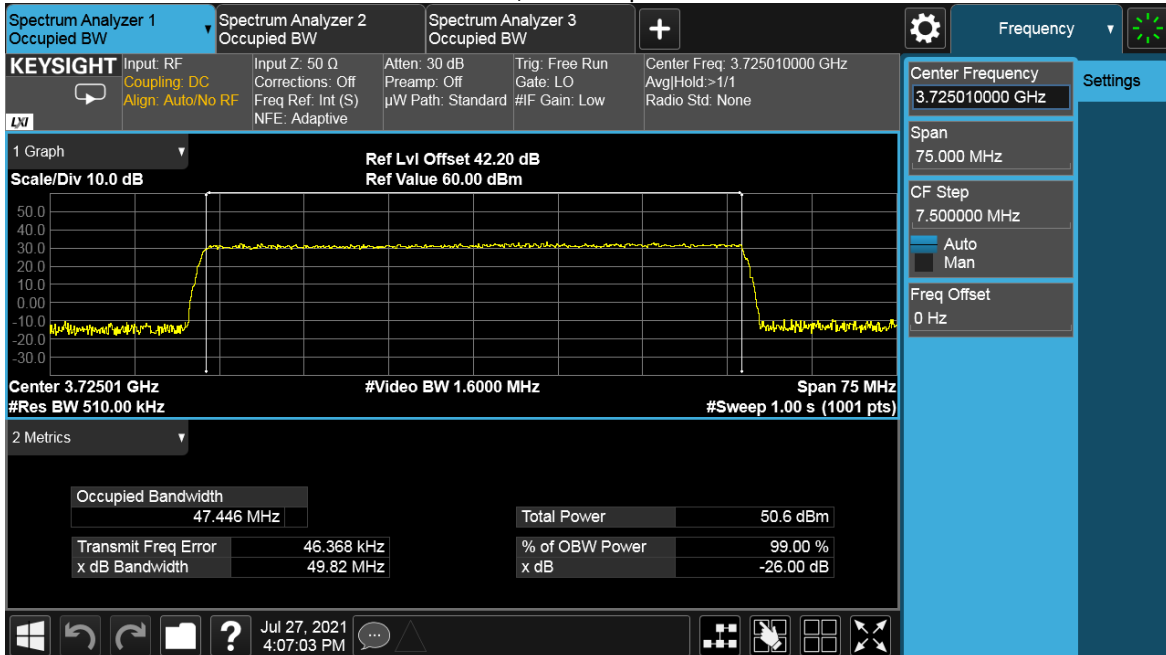 Spectrum Analyzer 1
Occupied BW
Spectrum Analyzer 2
Occupied BW
Spectrum Analyzer 3
Occupied BW
Frequency
KEYSIGHT
LXI
Input: RF
Coupling: DC
Align: Auto/No RF
Input Z: 50 Ω
Corrections: Off
Freq Ref: Int (S)
NFE: Adaptive
Atten: 30 dB
Preamp: Off
µW Path: Standard
Trig: Free Run
Gate: LO
#IF Gain: Low
Center Freq: 3.725010000 GHz
Avg|Hold:>1/1
Radio Std: None
Center Frequency
3.725010000 GHz
Settings
Span
75.000 MHz
CF Step
7.500000 MHz
Auto
Man
Freq Offset
0 Hz
1 Graph
Scale/Div 10.0 dB
Ref Lvl Offset 42.20 dB
Ref Value 60.00 dBm
50.0
40.0
30.0
20.0
10.0
0.00
-10.0
-20.0
-30.0
Center 3.72501 GHz
#Video BW 1.6000 MHz
Span 75 MHz
#Res BW 510.00 kHz
#Sweep 1.00 s (1001 pts)
2 Metrics
Occupied Bandwidth
47.446 MHz
Total Power 50.6 dBm
Transmit Freq Error 46.368 kHz
% of OBW Power 99.00 %
x dB Bandwidth 49.82 MHz
x dB -26.00 dB
?
Jul 27, 2021
4:07:03 PM